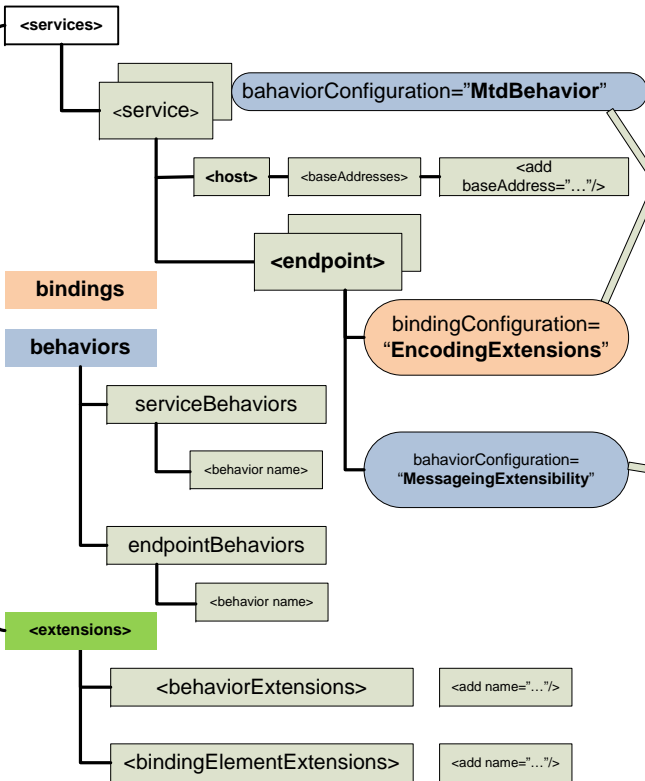 <services>
<service>
bahaviorConfiguration=”MtdBehavior”
<host>
<baseAddresses>
<add
baseAddress=”…”/>
<endpoint>
bindings
bindingConfiguration=
“EncodingExtensions”
behaviors
serviceBehaviors
<behavior name>
bahaviorConfiguration=
“MessageingExtensibility”
endpointBehaviors
<behavior name>
<extensions>
<behaviorExtensions>
<add name=”…”/>
<bindingElementExtensions>
<add name=”…”/>